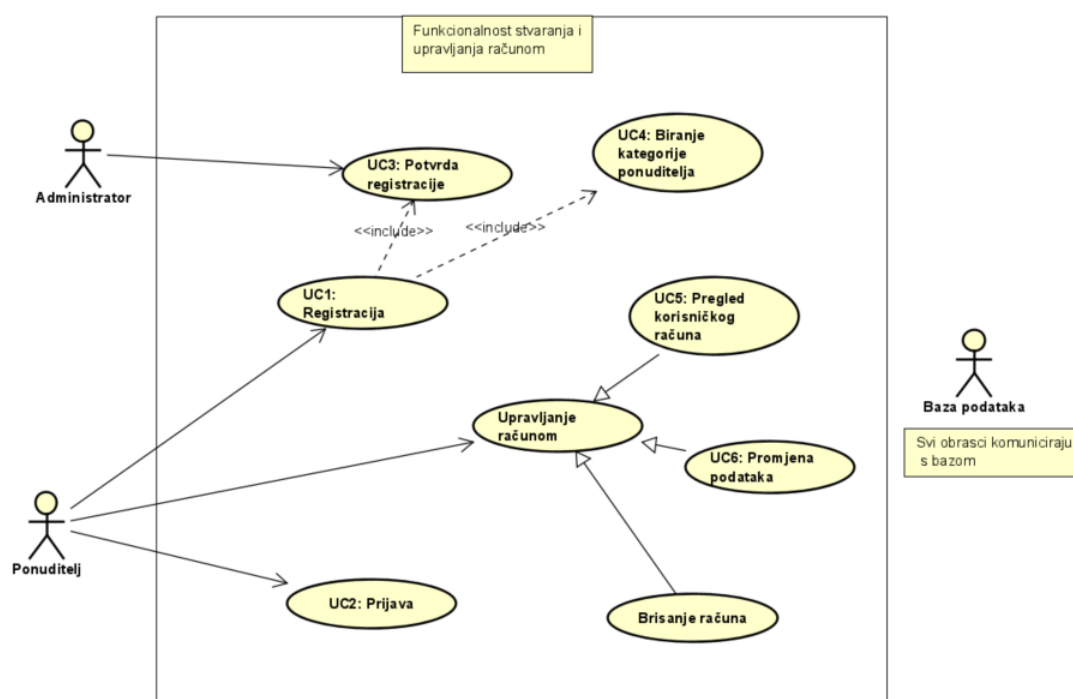 Funkcionalnost stvaranja i
upravljanja računom
UC4: Biranje
kategorije
ponuditelja
UC3: Potvrda
registracije
Administrator
<<include>>
<<include>>
UC1:
Registracija
UC5: Pregled
korisničkog
računa
Baza podataka
Upravljanje
računom
Svi obrasci komuniciraju
s bazom
UC6: Promjena
podataka
Ponuditelj
UC2: Prijava
Brisanje računa